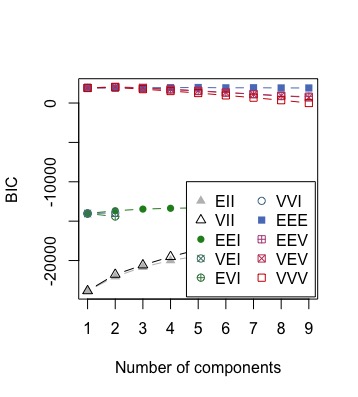 BIC
0
-10000
-20000
EII VVI
VII EEE
EEI EEV
VEI VEV
EVI VVV
1 2 3 4 5 6 7 8 9
Number of components